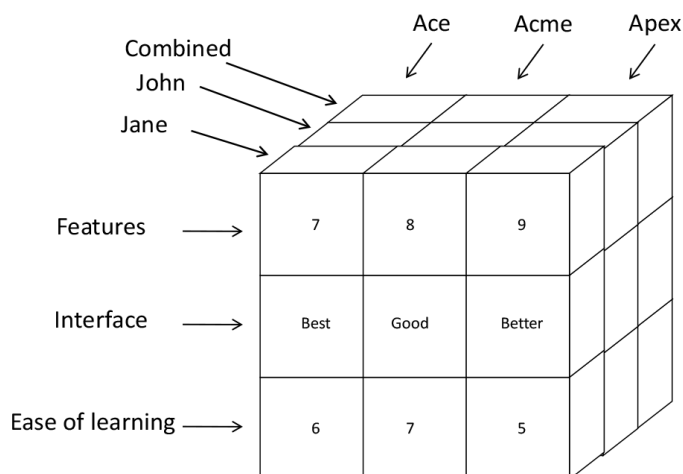 Ace Acme Apex
Combined
John
Jane
Features 7 8 9
Interface Best Good Better
Ease of learning 6 7 5